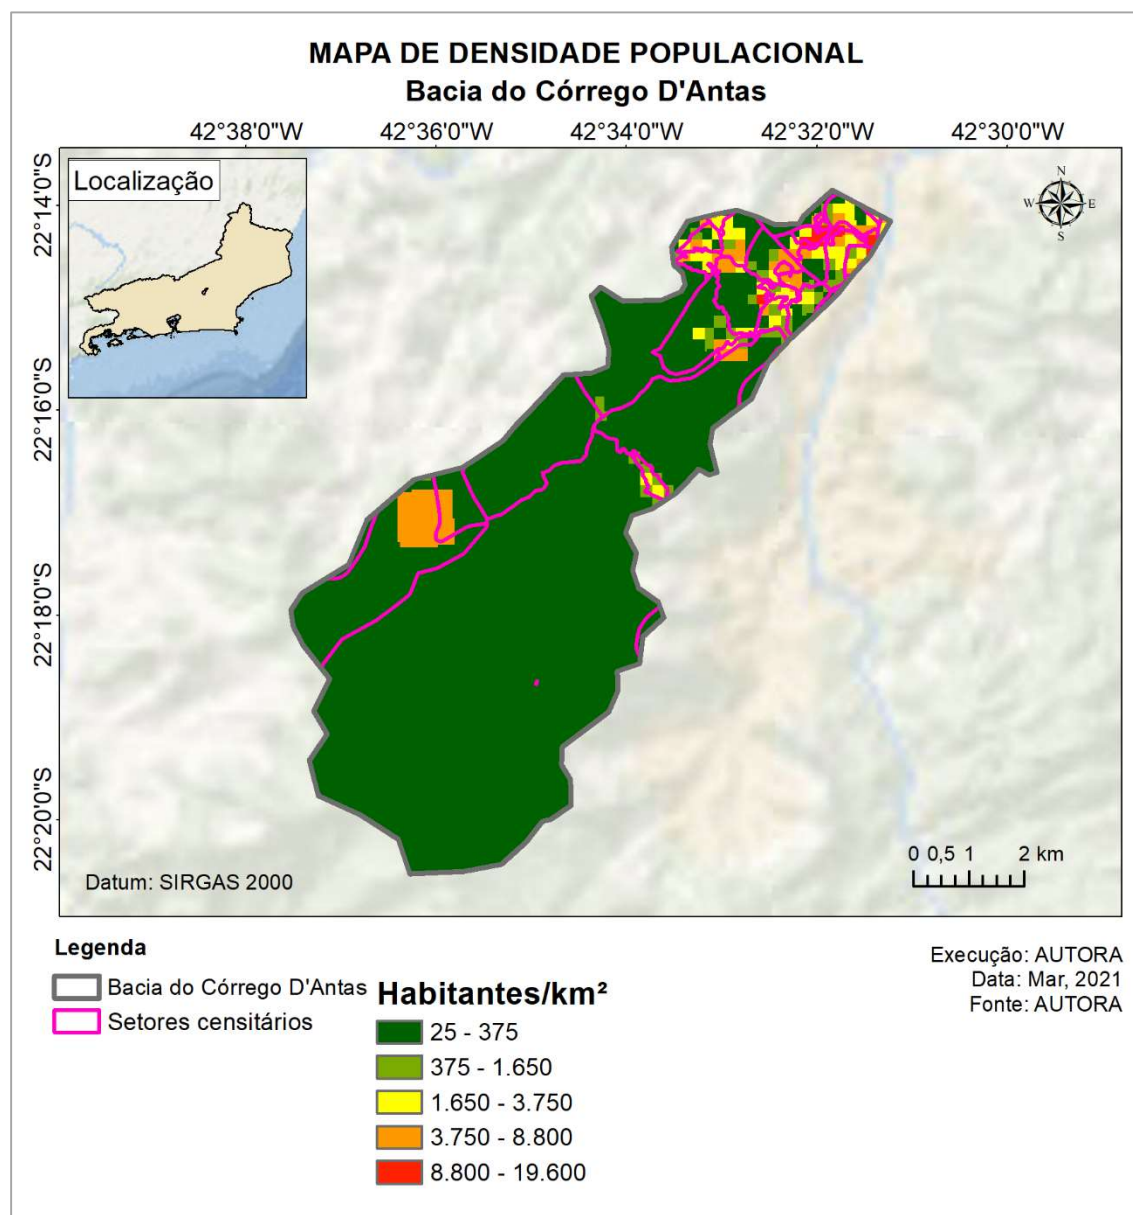 MAPA DE DENSIDADE POPULACIONAL
Bacia do Córrego D'Antas
42°38'0"W 42°36'0"W 42°34'0"W 42°32'0"W 42°30'0"W
Localização
22°14'0"S
22°16'0"S
22°18'0"S
22°20'0"S
N
W E
S
0 0,5 1 2 km
Datum: SIRGAS 2000
Legenda
Bacia do Córrego D'Antas
Setores censitários
Habitantes/km²
25 - 375
375 - 1.650
1.650 - 3.750
3.750 - 8.800
8.800 - 19.600
Execução: AUTORA
Data: Mar, 2021
Fonte: AUTORA